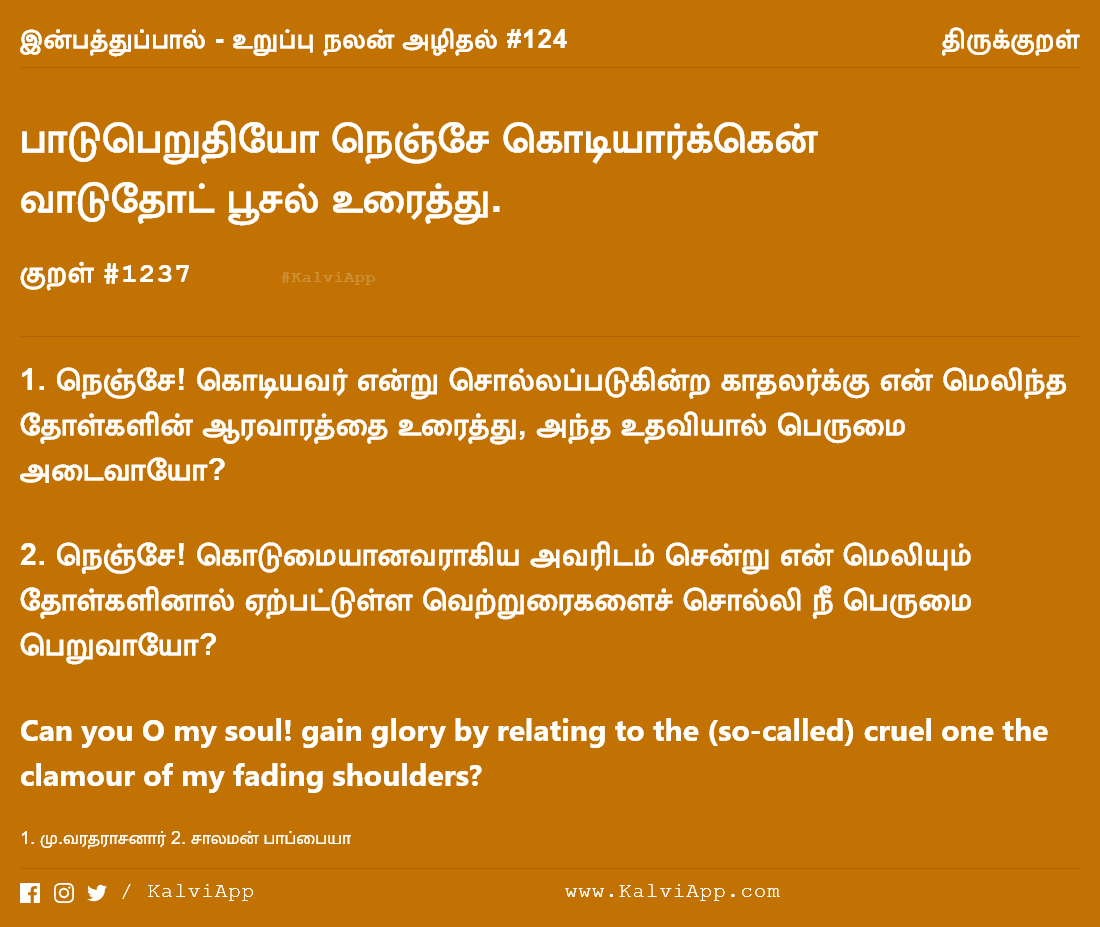 இன்பத்துப்பால் - உறுப்பு நலன் அழிதல் #124
திருக்குறள்
பாடுபெறுதியோ நெஞ்சே கொடியார்க்கென்
வாடுதோட் பூசல் உரைத்து.
குறள் #1237
#KalviApp
1. நெஞ்சே! கொடியவர் என்று சொல்லப்படுகின்ற காதலர்க்கு என் மெலிந்த
தோள்களின் ஆரவாரத்தை உரைத்து, அந்த உதவியால் பெருமை
அடைவாயோ?
2. நெஞ்சே! கொடுமையானவராகிய அவரிடம் சென்று என் மெலியும்
தோள்களினால் ஏற்பட்டுள்ள வெற்றுரைகளைச் சொல்லி நீ பெருமை
பெறுவாயோ?
Can you O my soul! gain glory by relating to the (so-called) cruel one the
clamour of my fading shoulders?
1. மு.வரதராசனார் 2. சாலமன் பாப்பையா
/ KalviApp
www.KalviApp.com